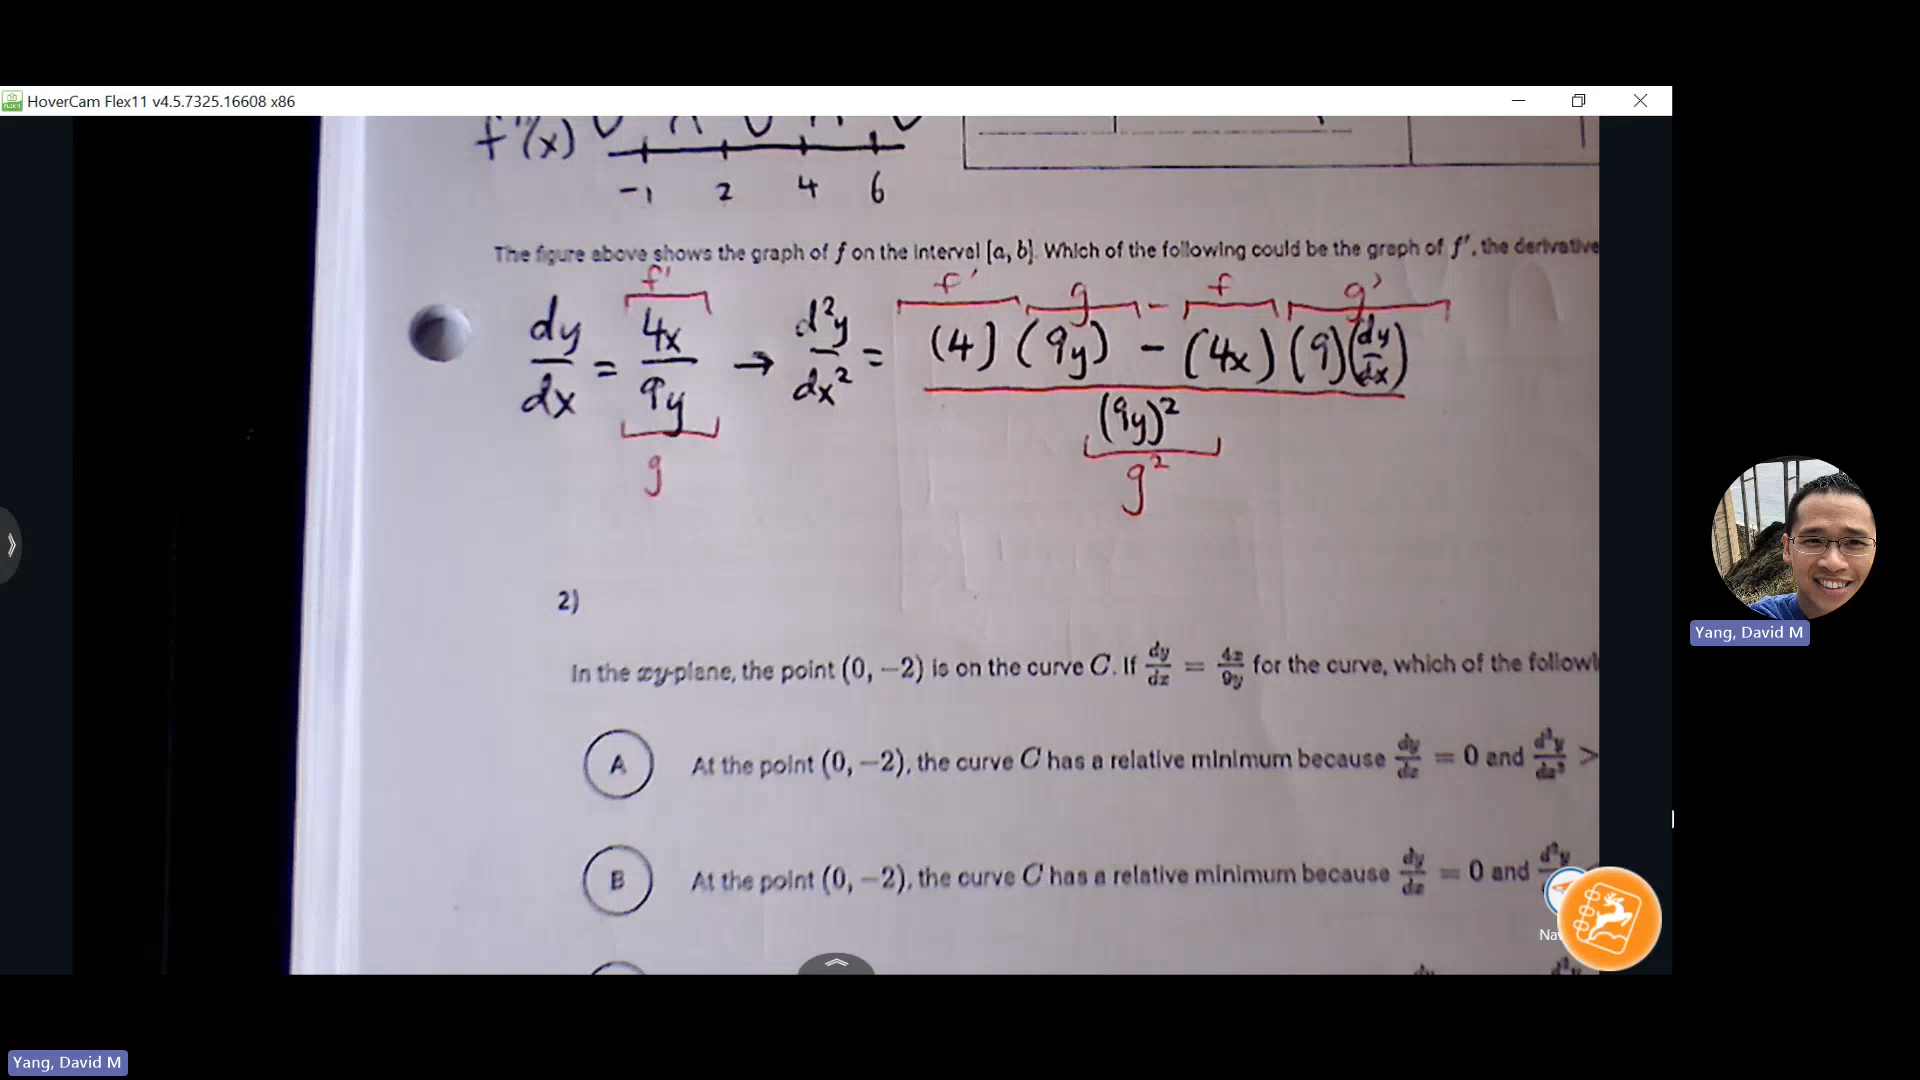 HoverCam Flex11 v4.5.7325.16608 x86
f''(x)
-1 2 4 6
The figure above shows the graph of f on the interval [a, b]. Which of the following could be the graph of f', the derivative
f' f' g - f g'
dy/dx = 4x/9y → d²y/dx² = (4)(9y) - (4x)(9)(dy/dx) / (9y)²
g g²
2)
In the xy-plane, the point (0, −2) is on the curve C. If dy/dx = 4x/9y for the curve, which of the
A At the point (0, −2), the curve C has a relative minimum because dy/dx = 0 and d²y/dx² >
B At the point (0, −2), the curve C has a relative minimum because dy/dx = 0 and
Yang, David M
Yang, David M